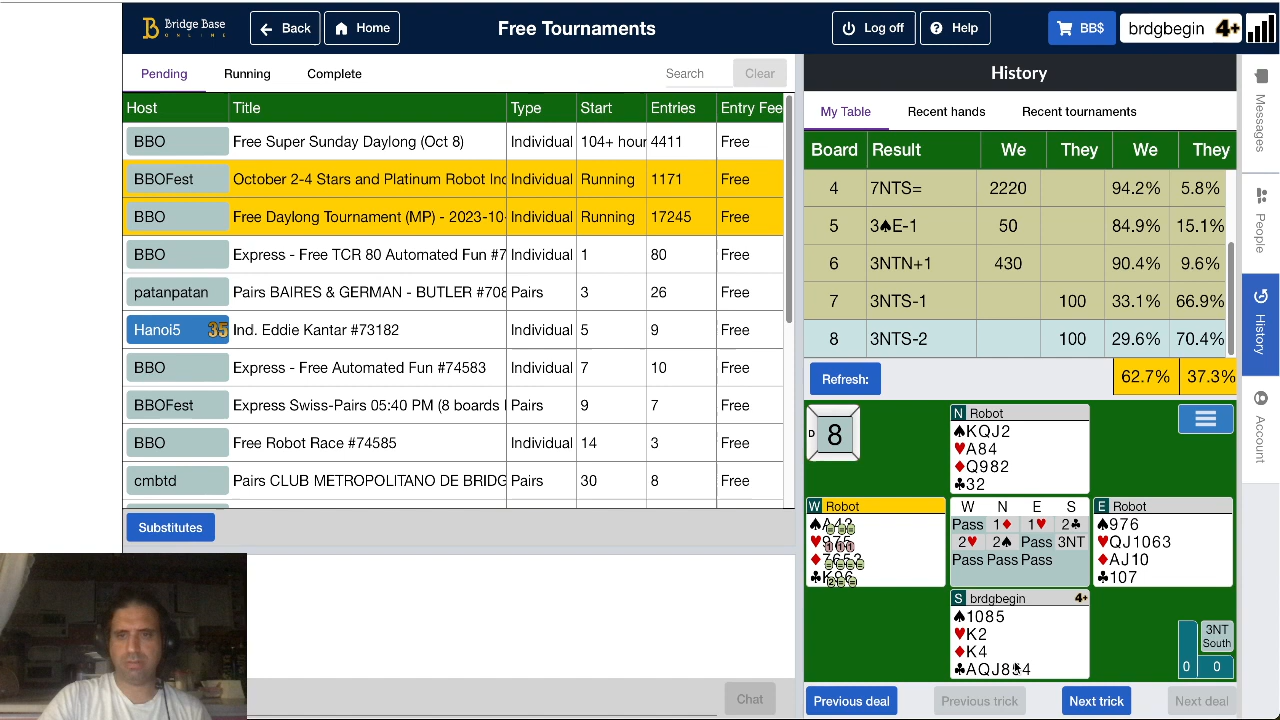 Bridge Base
ONLINE
Back
Home
Free Tournaments
Log off
Help
BB$
brdgbegin 4+
Pending Running Complete Search Clear
Host Title Type Start Entries Entry Fee
BBO Free Super Sunday Daylong (Oct 8) Individual 104+ hour 4411 Free
BBOFest October 2-4 Stars and Platinum Robot Ind Individual Running 1171 Free
BBO Free Daylong Tournament (MP) - 2023-10- Individual Running 17245 Free
BBO Express - Free TCR 80 Automated Fun #7 Individual 1 80 Free
patanpatan Pairs BAIRES & GERMAN - BUTLER #708 Pairs 3 26 Free
Hanoi5 35 Ind. Eddie Kantar #73182 Individual 5 9 Free
BBO Express - Free Automated Fun #74583 Individual 7 10 Free
BBOFest Express Swiss-Pairs 05:40 PM (8 boards Pairs 9 7 Free
BBO Free Robot Race #74585 Individual 14 3 Free
cmbtd Pairs CLUB METROPOLITANO DE BRIDG Pairs 30 8 Free
Substitutes
Chat
History
My Table Recent hands Recent tournaments
Board Result We They We They
4 7NTS= 2220 94.2% 5.8%
5 3♠E-1 50 84.9% 15.1%
6 3NTN+1 430 90.4% 9.6%
7 3NTS-1 100 33.1% 66.9%
8 3NTS-2 100 29.6% 70.4%
Refresh:
62.7% 37.3%
D 8
N Robot
♠KQJ2
♥A84
♦Q982
♣32
W Robot
W N E S
Pass 1♦ 1♥ 2♣
2♥ 2♠ Pass 3NT
Pass Pass Pass
E Robot
♠976
♥QJ1063
♦AJ10
♣107
S brdgbegin 4+
♠1085
♥K2
♦K4
♣AQJ854
3NT
South
0 0
Previous deal
Previous trick
Next trick
Next deal
Messages
People
History
Account